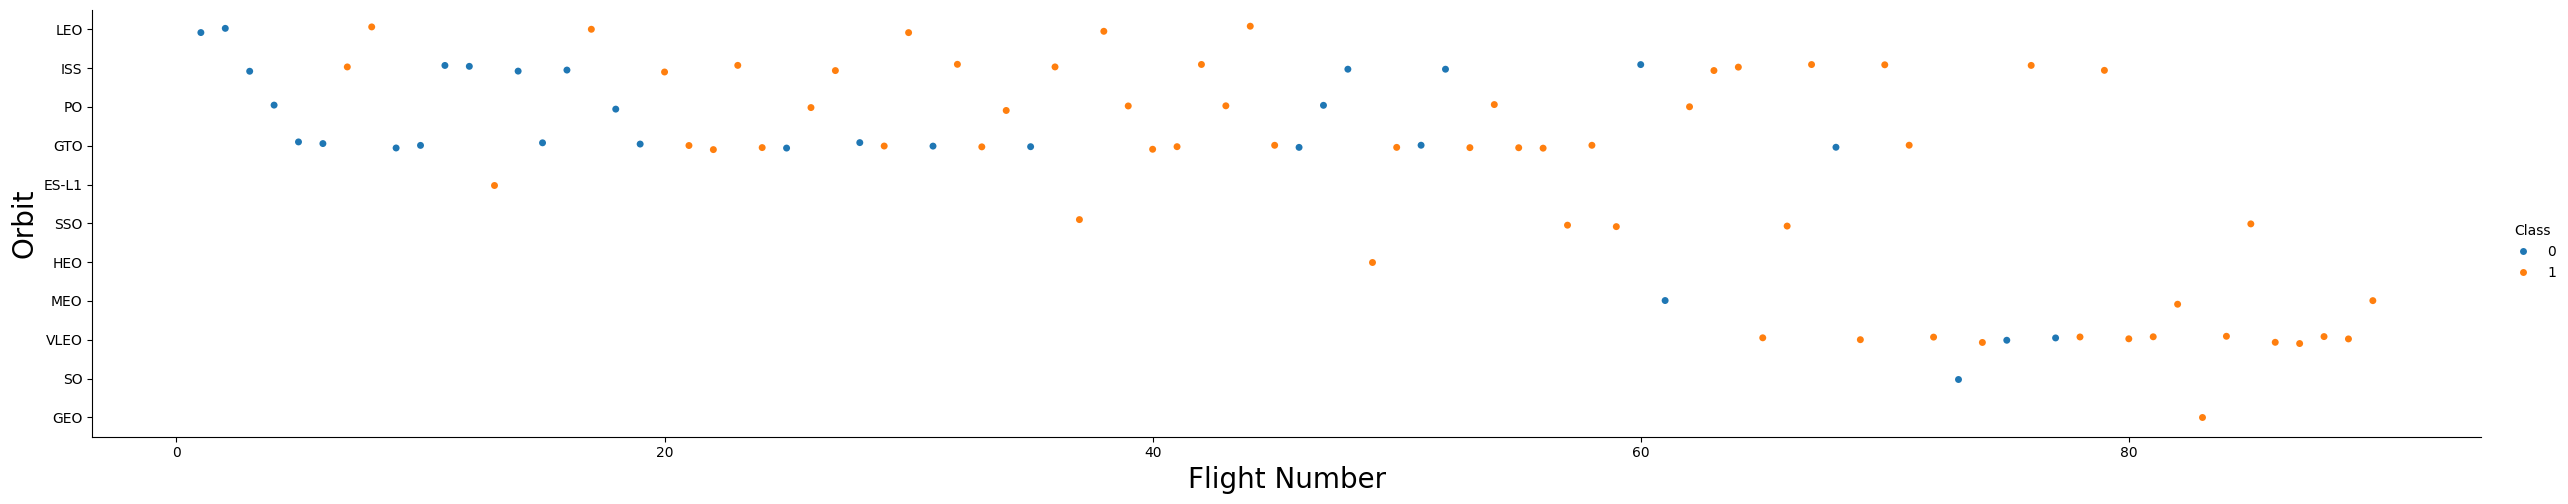 LEO
ISS
PO
GTO
ES-L1
SSO
HEO
MEO
VLEO
SO
GEO
Orbit
0
20
40
60
80
Flight Number
Class
0
1